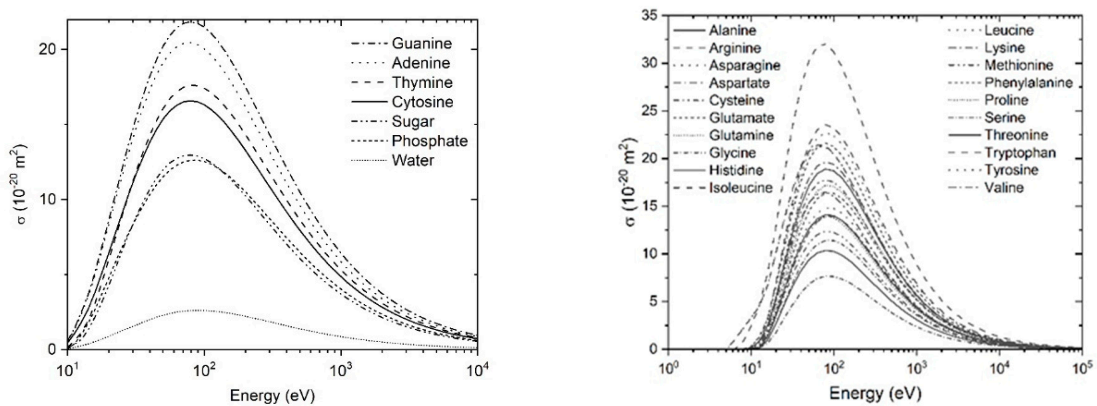 σ (10⁻²⁰ m²)
20
10
0
Guanine
Adenine
Thymine
Cytosine
Sugar
Phosphate
Water
10¹ 10² 10³ 10⁴
Energy (eV)
σ (10⁻²⁰ m²)
35
30
25
20
15
10
5
0
Alanine
Arginine
Asparagine
Aspartate
Cysteine
Glutamate
Glutamine
Glycine
Histidine
Isoleucine
Leucine
Lysine
Methionine
Phenylalanine
Proline
Serine
Threonine
Tryptophan
Tyrosine
Valine
10⁰ 10¹ 10² 10³ 10⁴ 10⁵
Energy (eV)